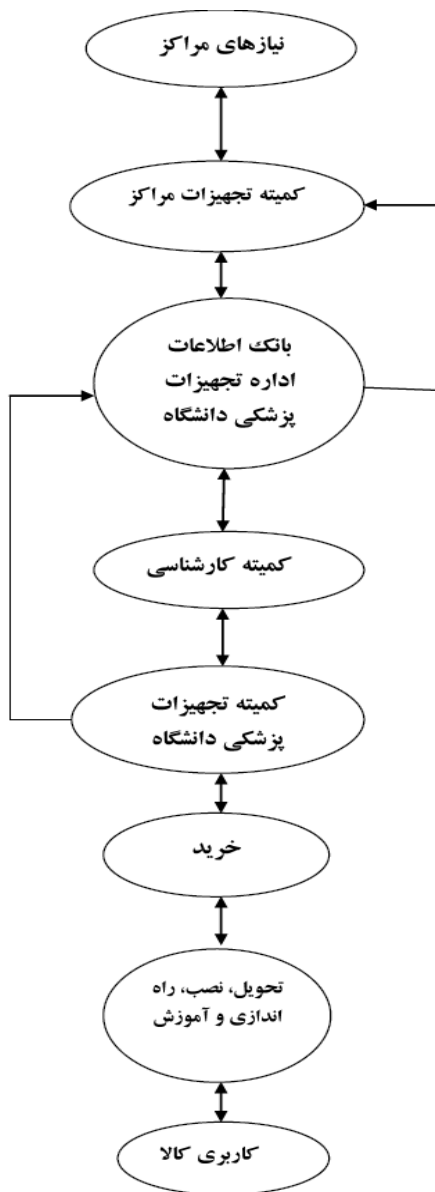 نیازهای مراکز
کمیته تجهیزات مراکز
بانک اطلاعات
اداره تجهیزات
پزشکی دانشگاه
کمیته کارشناسی
کمیته تجهیزات
پزشکی دانشگاه
خرید
تحویل، نصب، راه
اندازی و آموزش
کاربری کالا